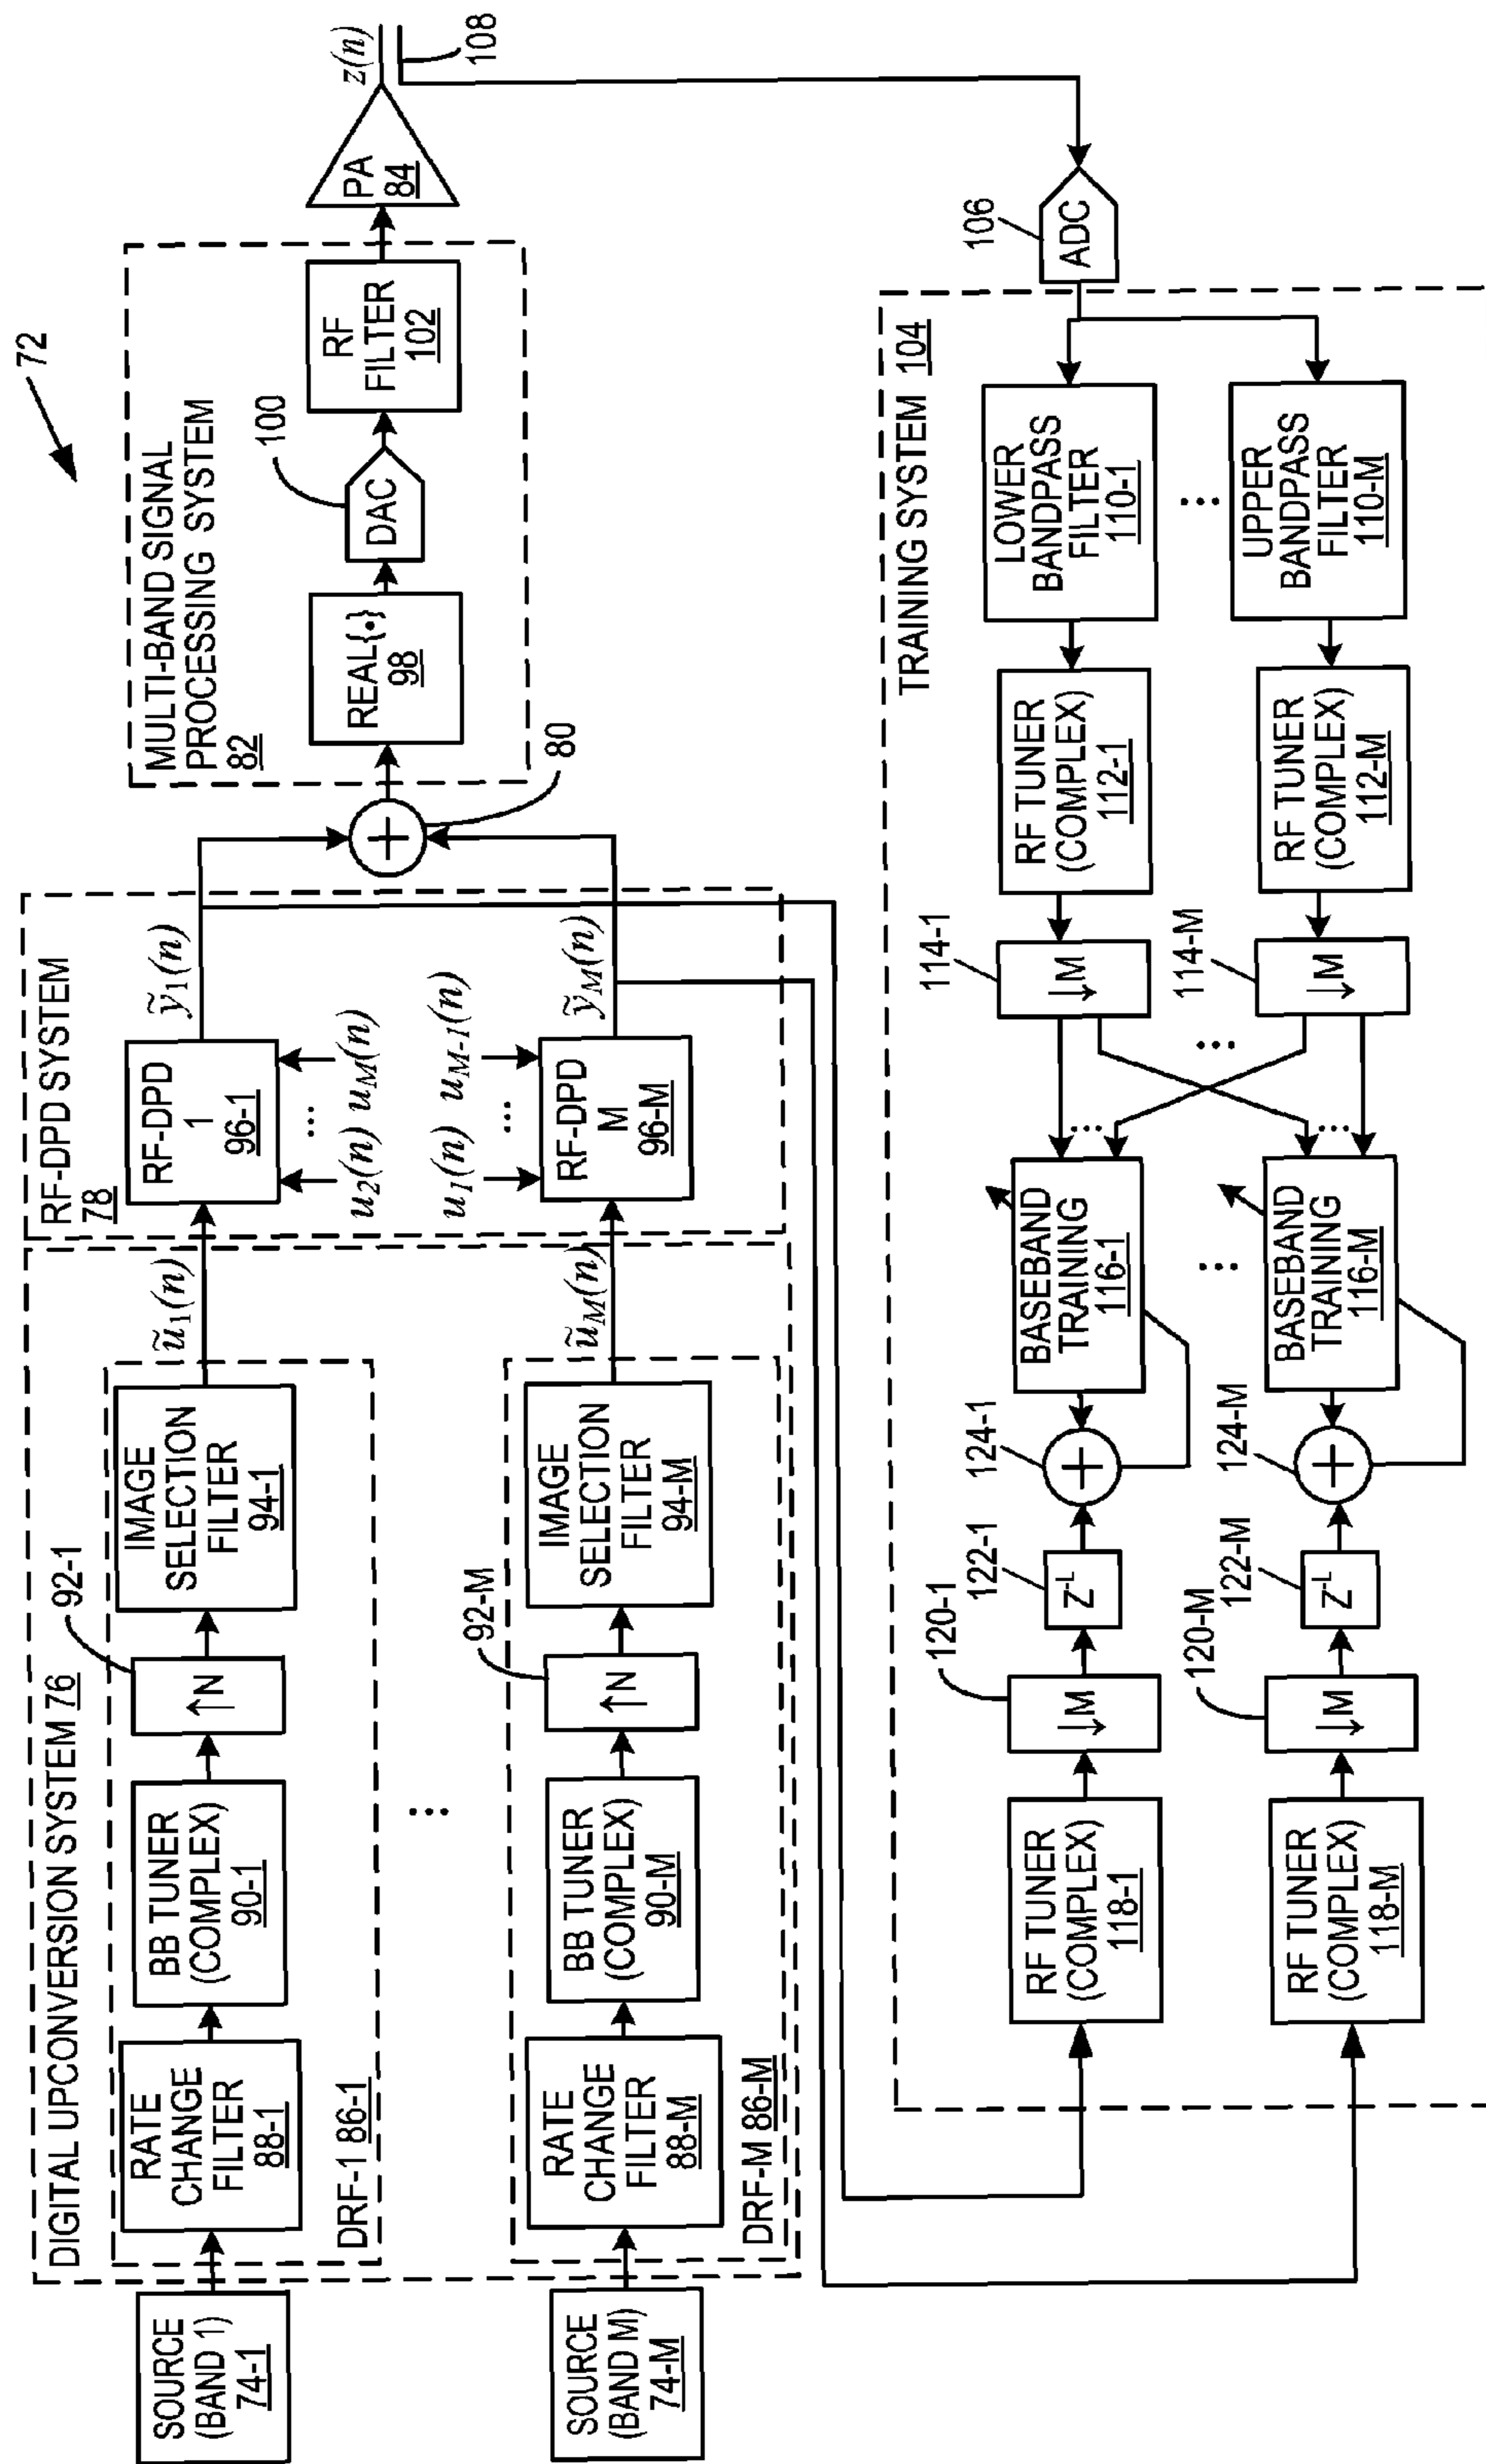 72
SOURCE
(BAND 1)
74-1
SOURCE
(BAND M)
74-M
DIGITAL UPCONVERSION SYSTEM 76
RATE
CHANGE
FILTER
88-1
BB TUNER
(COMPLEX)
90-1
↑N
92-1
IMAGE
SELECTION
FILTER
94-1
DRF-1 86-1
...
RATE
CHANGE
FILTER
88-M
BB TUNER
(COMPLEX)
90-M
↑N
92-M
IMAGE
SELECTION
FILTER
94-M
DRF-M 86-M
ũ1(n)
ũM(n)
RF-DPD SYSTEM
78
RF-DPD
1
96-1
...
u2(n) uM(n)
u1(n) uM-1(n)
...
RF-DPD
M
96-M
ỹ1(n)
ỹM(n)
+
80
MULTI-BAND SIGNAL
PROCESSING SYSTEM
82
REAL{•}
98
DAC
100
RF
FILTER
102
PA
84
z(n)
108
ADC
106
TRAINING SYSTEM 104
LOWER
BANDPASS
FILTER
110-1
...
UPPER
BANDPASS
FILTER
110-M
RF TUNER
(COMPLEX)
112-1
RF TUNER
(COMPLEX)
112-M
↓M
114-1
↓M
114-M
...
...
...
BASEBAND
TRAINING
116-1
...
BASEBAND
TRAINING
116-M
+
124-1
+
124-M
Z-L
122-1
Z-L
122-M
↓M
120-1
↓M
120-M
RF TUNER
(COMPLEX)
118-1
RF TUNER
(COMPLEX)
118-M